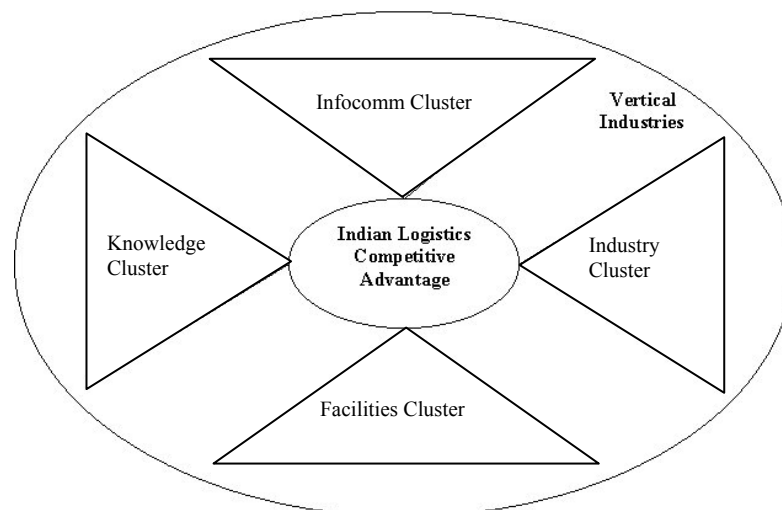 Infocomm Cluster
Vertical
Industries
Knowledge
Cluster
Indian Logistics
Competitive
Advantage
Industry
Cluster
Facilities Cluster